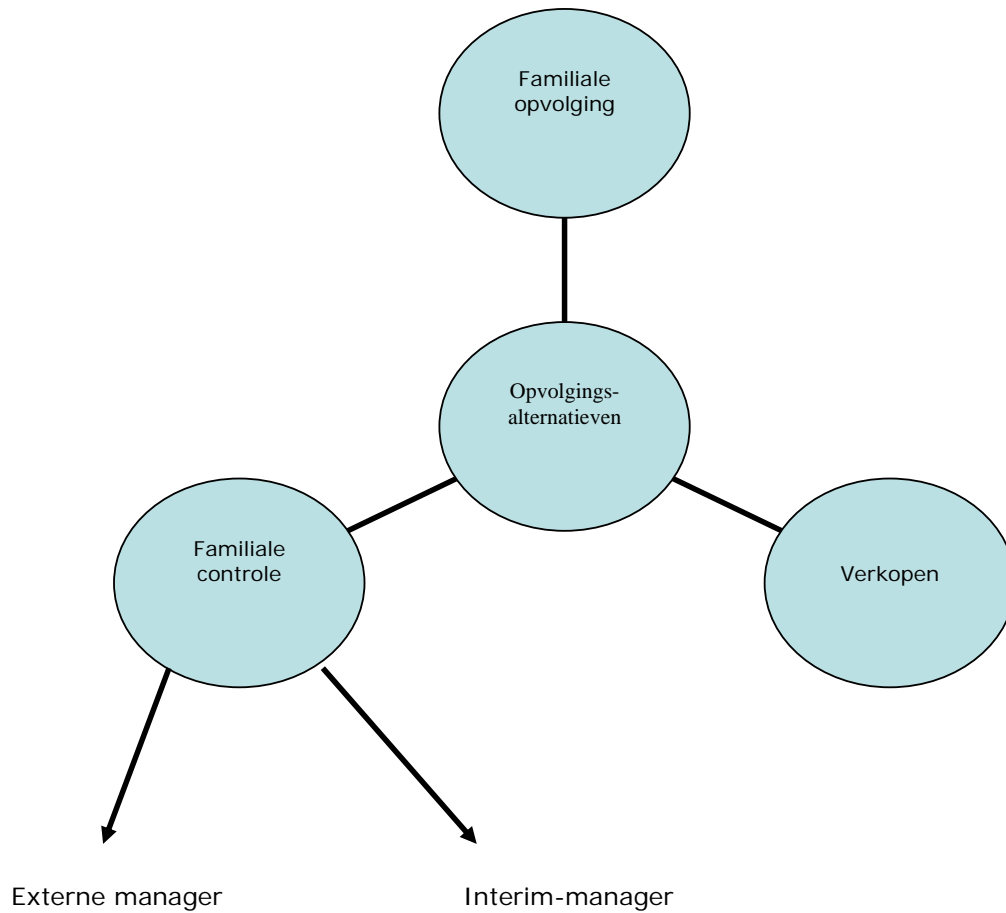 Familiale
opvolging
Opvolgings-
alternatieven
Familiale
controle
Verkopen
Externe manager
Interim-manager